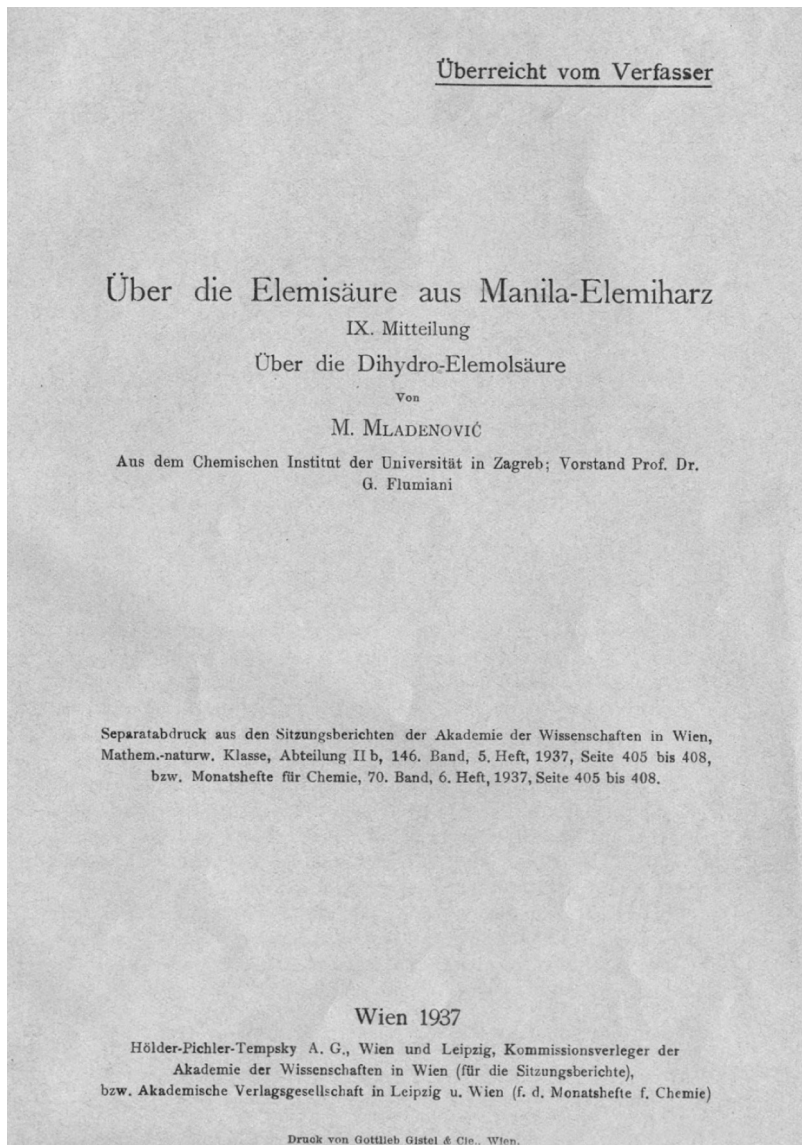 Überreicht vom Verfasser
Über die Elemisäure aus Manila-Elemiharz
IX. Mitteilung
Über die Dihydro-Elemolsäure
Von
M. Mladenović
Aus dem Chemischen Institut der Universität in Zagreb; Vorstand Prof. Dr.
G. Flumiani
Separatabdruck aus den Sitzungsberichten der Akademie der Wissenschaften in Wien,
Mathem.-naturw. Klasse, Abteilung II b, 146. Band, 5. Heft, 1937, Seite 405 bis 408,
bzw. Monatshefte für Chemie, 70. Band, 6. Heft, 1937, Seite 405 bis 408.
Wien 1937
Hölder-Pichler-Tempsky A. G., Wien und Leipzig, Kommissionsverleger der
Akademie der Wissenschaften in Wien (für die Sitzungsberichte),
bzw. Akademische Verlagsgesellschaft in Leipzig u. Wien (f. d. Monatshefte f. Chemie)
Druck von Gottlieb Gistel & Cie., Wien.